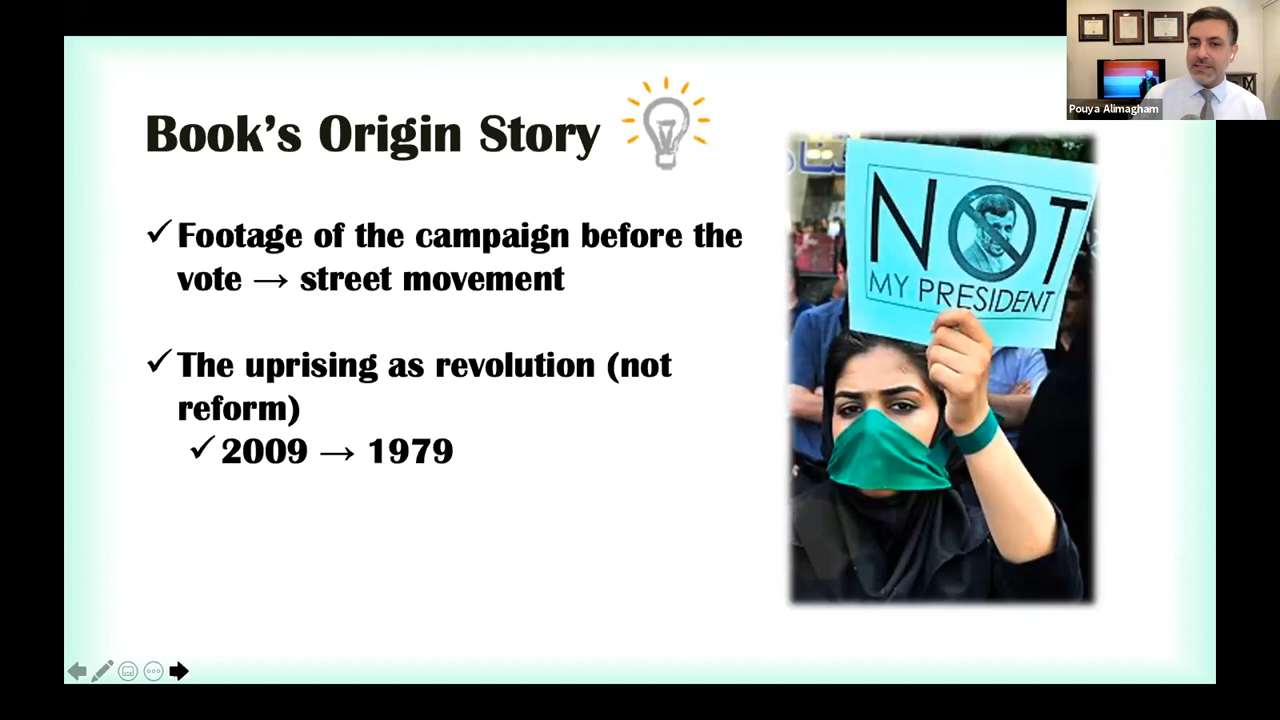 Pouya Alimagham
Book's Origin Story
✓ Footage of the campaign before the
vote → street movement
✓ The uprising as revolution (not
reform)
✓ 2009 → 1979
NOT
MY PRESIDENT